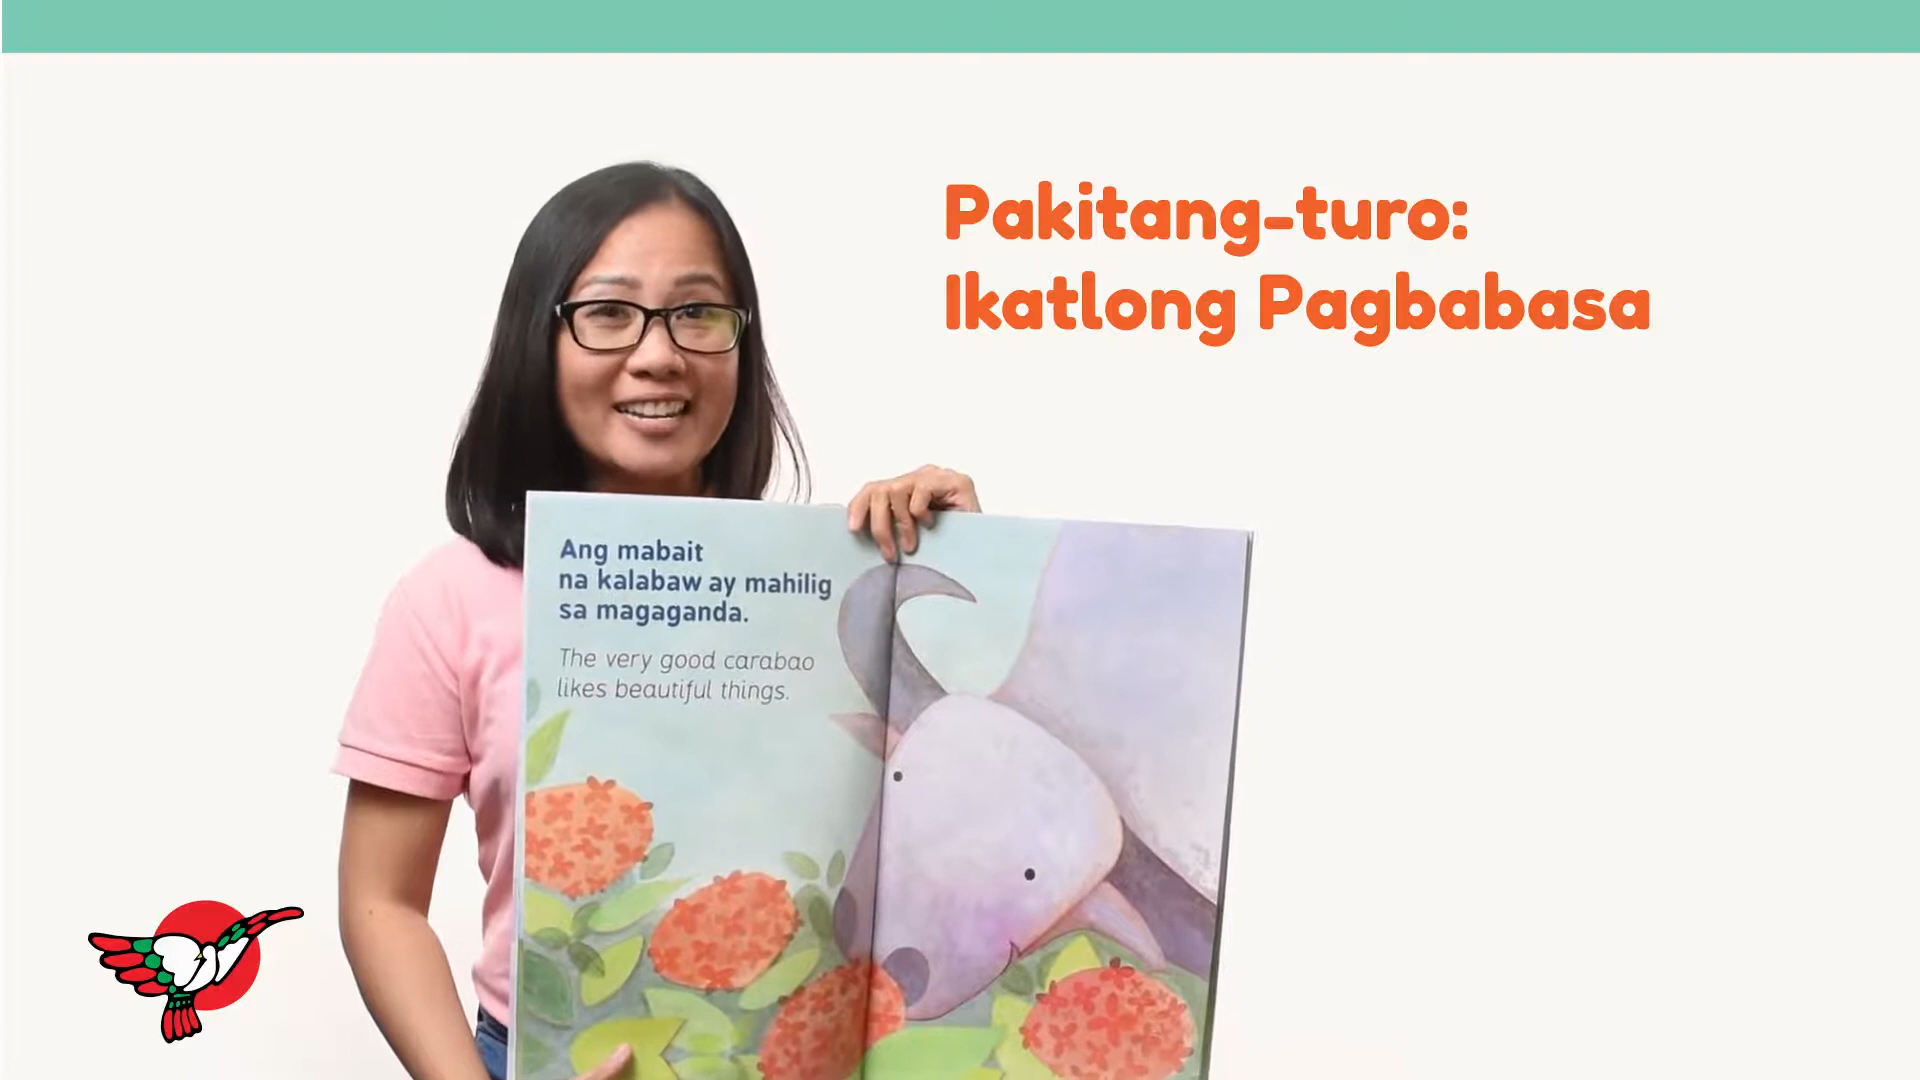 Pakitang-turo:
Ikatlong Pagbabasa
Ang mabait
na kalabaw ay mahilig
sa magaganda.
The very good carabao
likes beautiful things.